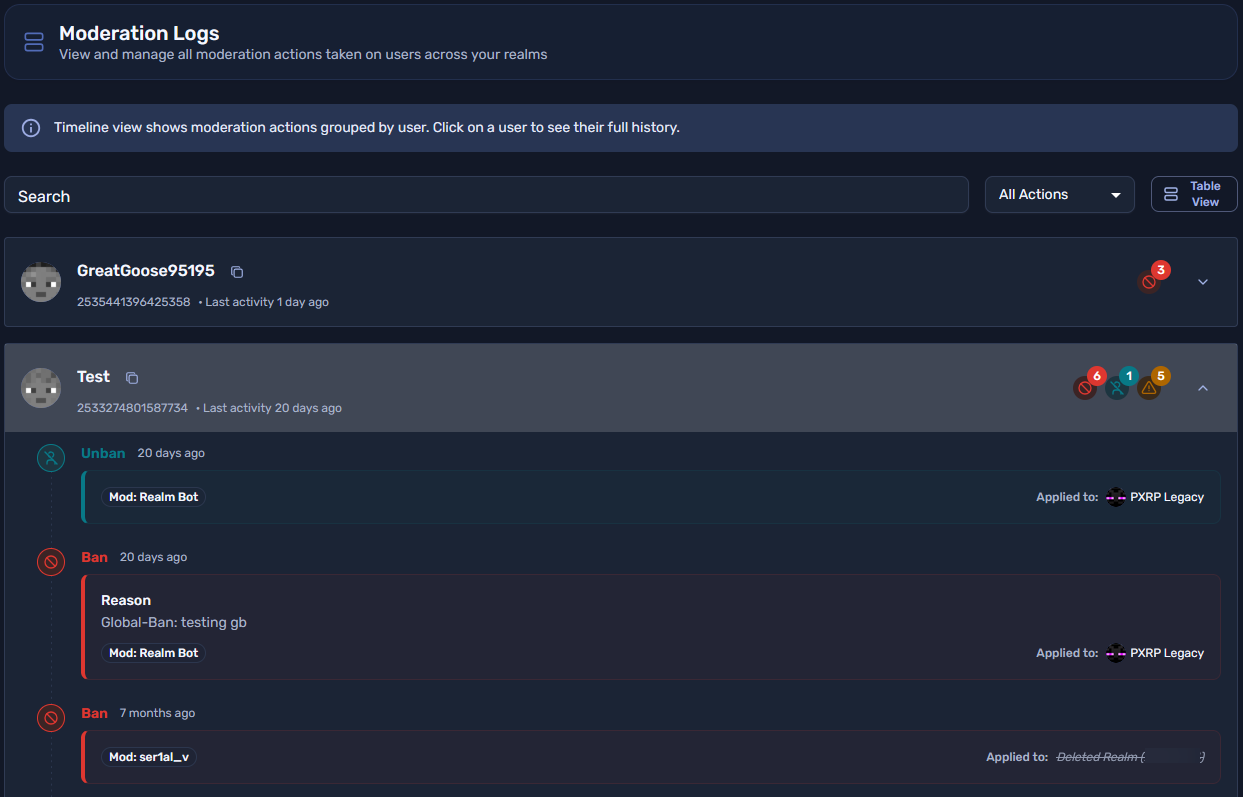 Moderation Logs
View and manage all moderation actions taken on users across your realms
Timeline view shows moderation actions grouped by user. Click on a user to see their full history.
Search
All Actions
Table
View
GreatGoose95195
3
2535441396425358 • Last activity 1 day ago
Test
6 1 5
2533274801587734 • Last activity 20 days ago
Unban 20 days ago
Mod: Realm Bot Applied to: PXRP Legacy
Ban 20 days ago
Reason
Global-Ban: testing gb
Mod: Realm Bot Applied to: PXRP Legacy
Ban 7 months ago
Mod: ser1al_v Applied to: Deleted Realm ( )